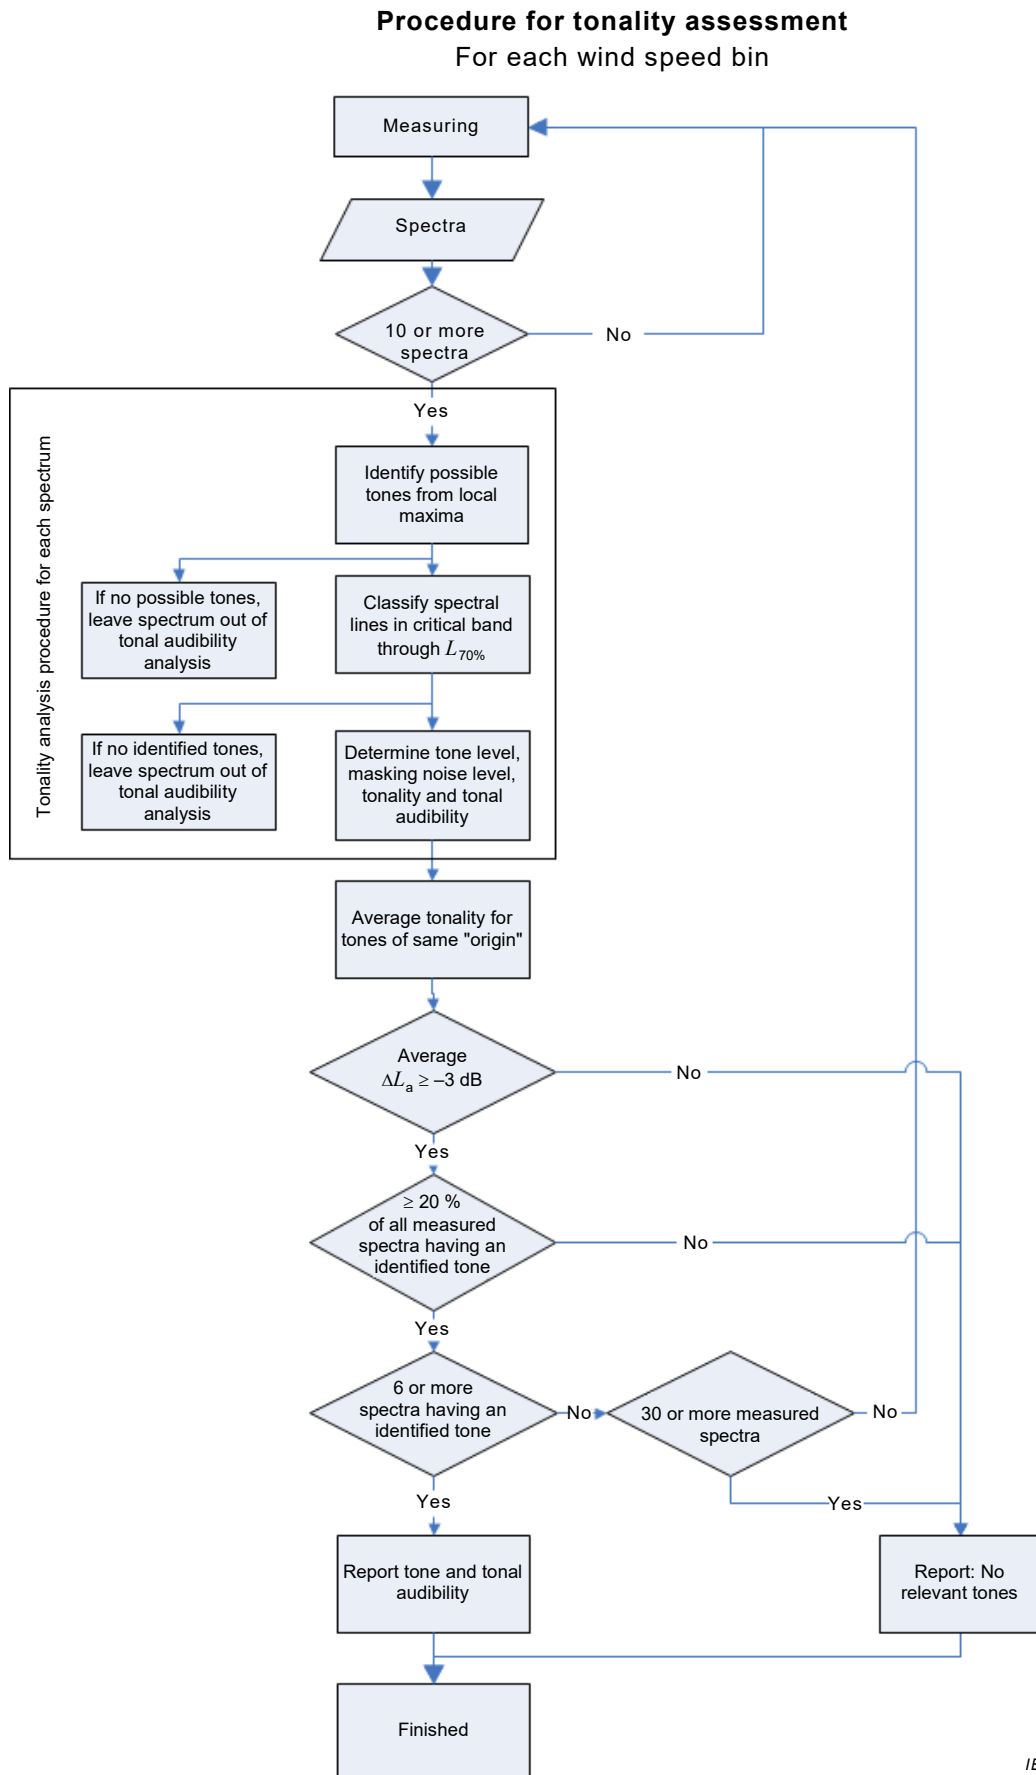 Procedure for tonality assessment
For each wind speed bin
Measuring
Spectra
10 or more
spectra
No
Yes
Tonality analysis procedure for each spectrum
Identify possible
tones from local
maxima
If no possible tones,
leave spectrum out of
tonal audibility
analysis
Classify spectral
lines in critical band
through L70%
If no identified tones,
leave spectrum out of
tonal audibility
analysis
Determine tone level,
masking noise level,
tonality and tonal
audibility
Average tonality for
tones of same "origin"
Average
ΔLa ≥ –3 dB
No
Yes
≥ 20 %
of all measured
spectra having an
identified tone
No
Yes
6 or more
spectra having an
identified tone
No
30 or more measured
spectra
No
Yes
Yes
Report tone and tonal
audibility
Report: No
relevant tones
Finished